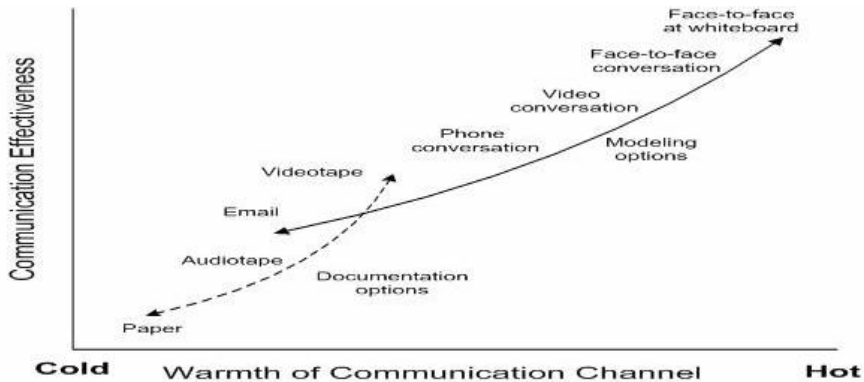 Face-to-face
at whiteboard
Face-to-face
conversation
Video
conversation
Phone
conversation
Modeling
options
Videotape
Email
Audiotape
Documentation
options
Paper
Communication Effectiveness
Cold
Warmth of Communication Channel
Hot